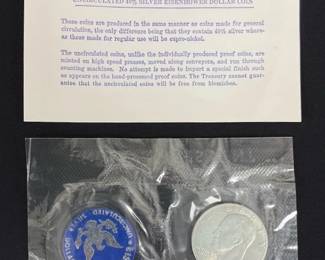 UNCIRCULATED 40% SILVER EISENHOWER DOLLAR COIN
These coins are produced in the same manner as coins made for general
circulation, the only difference being that they contain 40% silver where-
as those made for regular use will be cupro-nickel.
The uncirculated coins, unlike the individually produced proof coins, are
minted on high speed presses, moved along conveyors, and run through
counting machines. No attempt is made to impart a special finish such
as appears on the hand-processed proof coins. The Treasury cannot guar-
antee that the uncirculated coins will be free from blemishes.
UNCIRCULATED SILVER DOLLAR